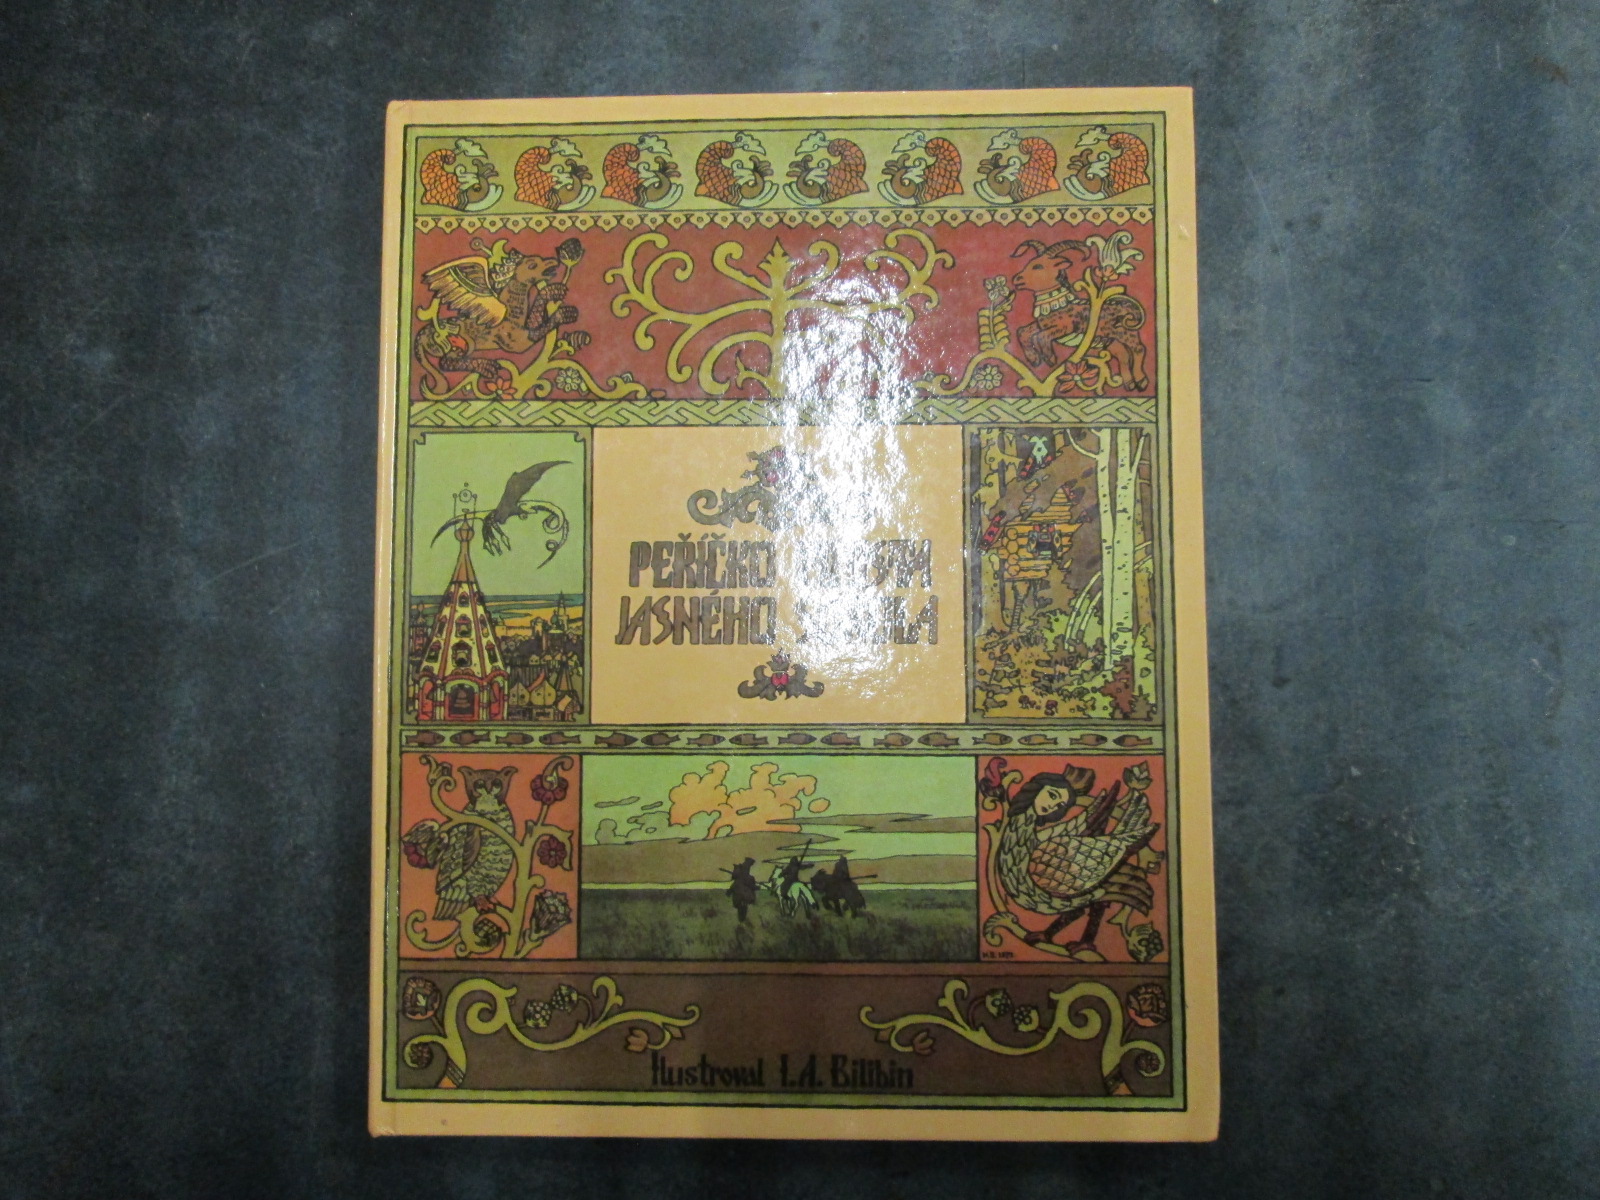 PEŘÍČKO
JASNÉHO
Ilustroval I. A. Bilibin